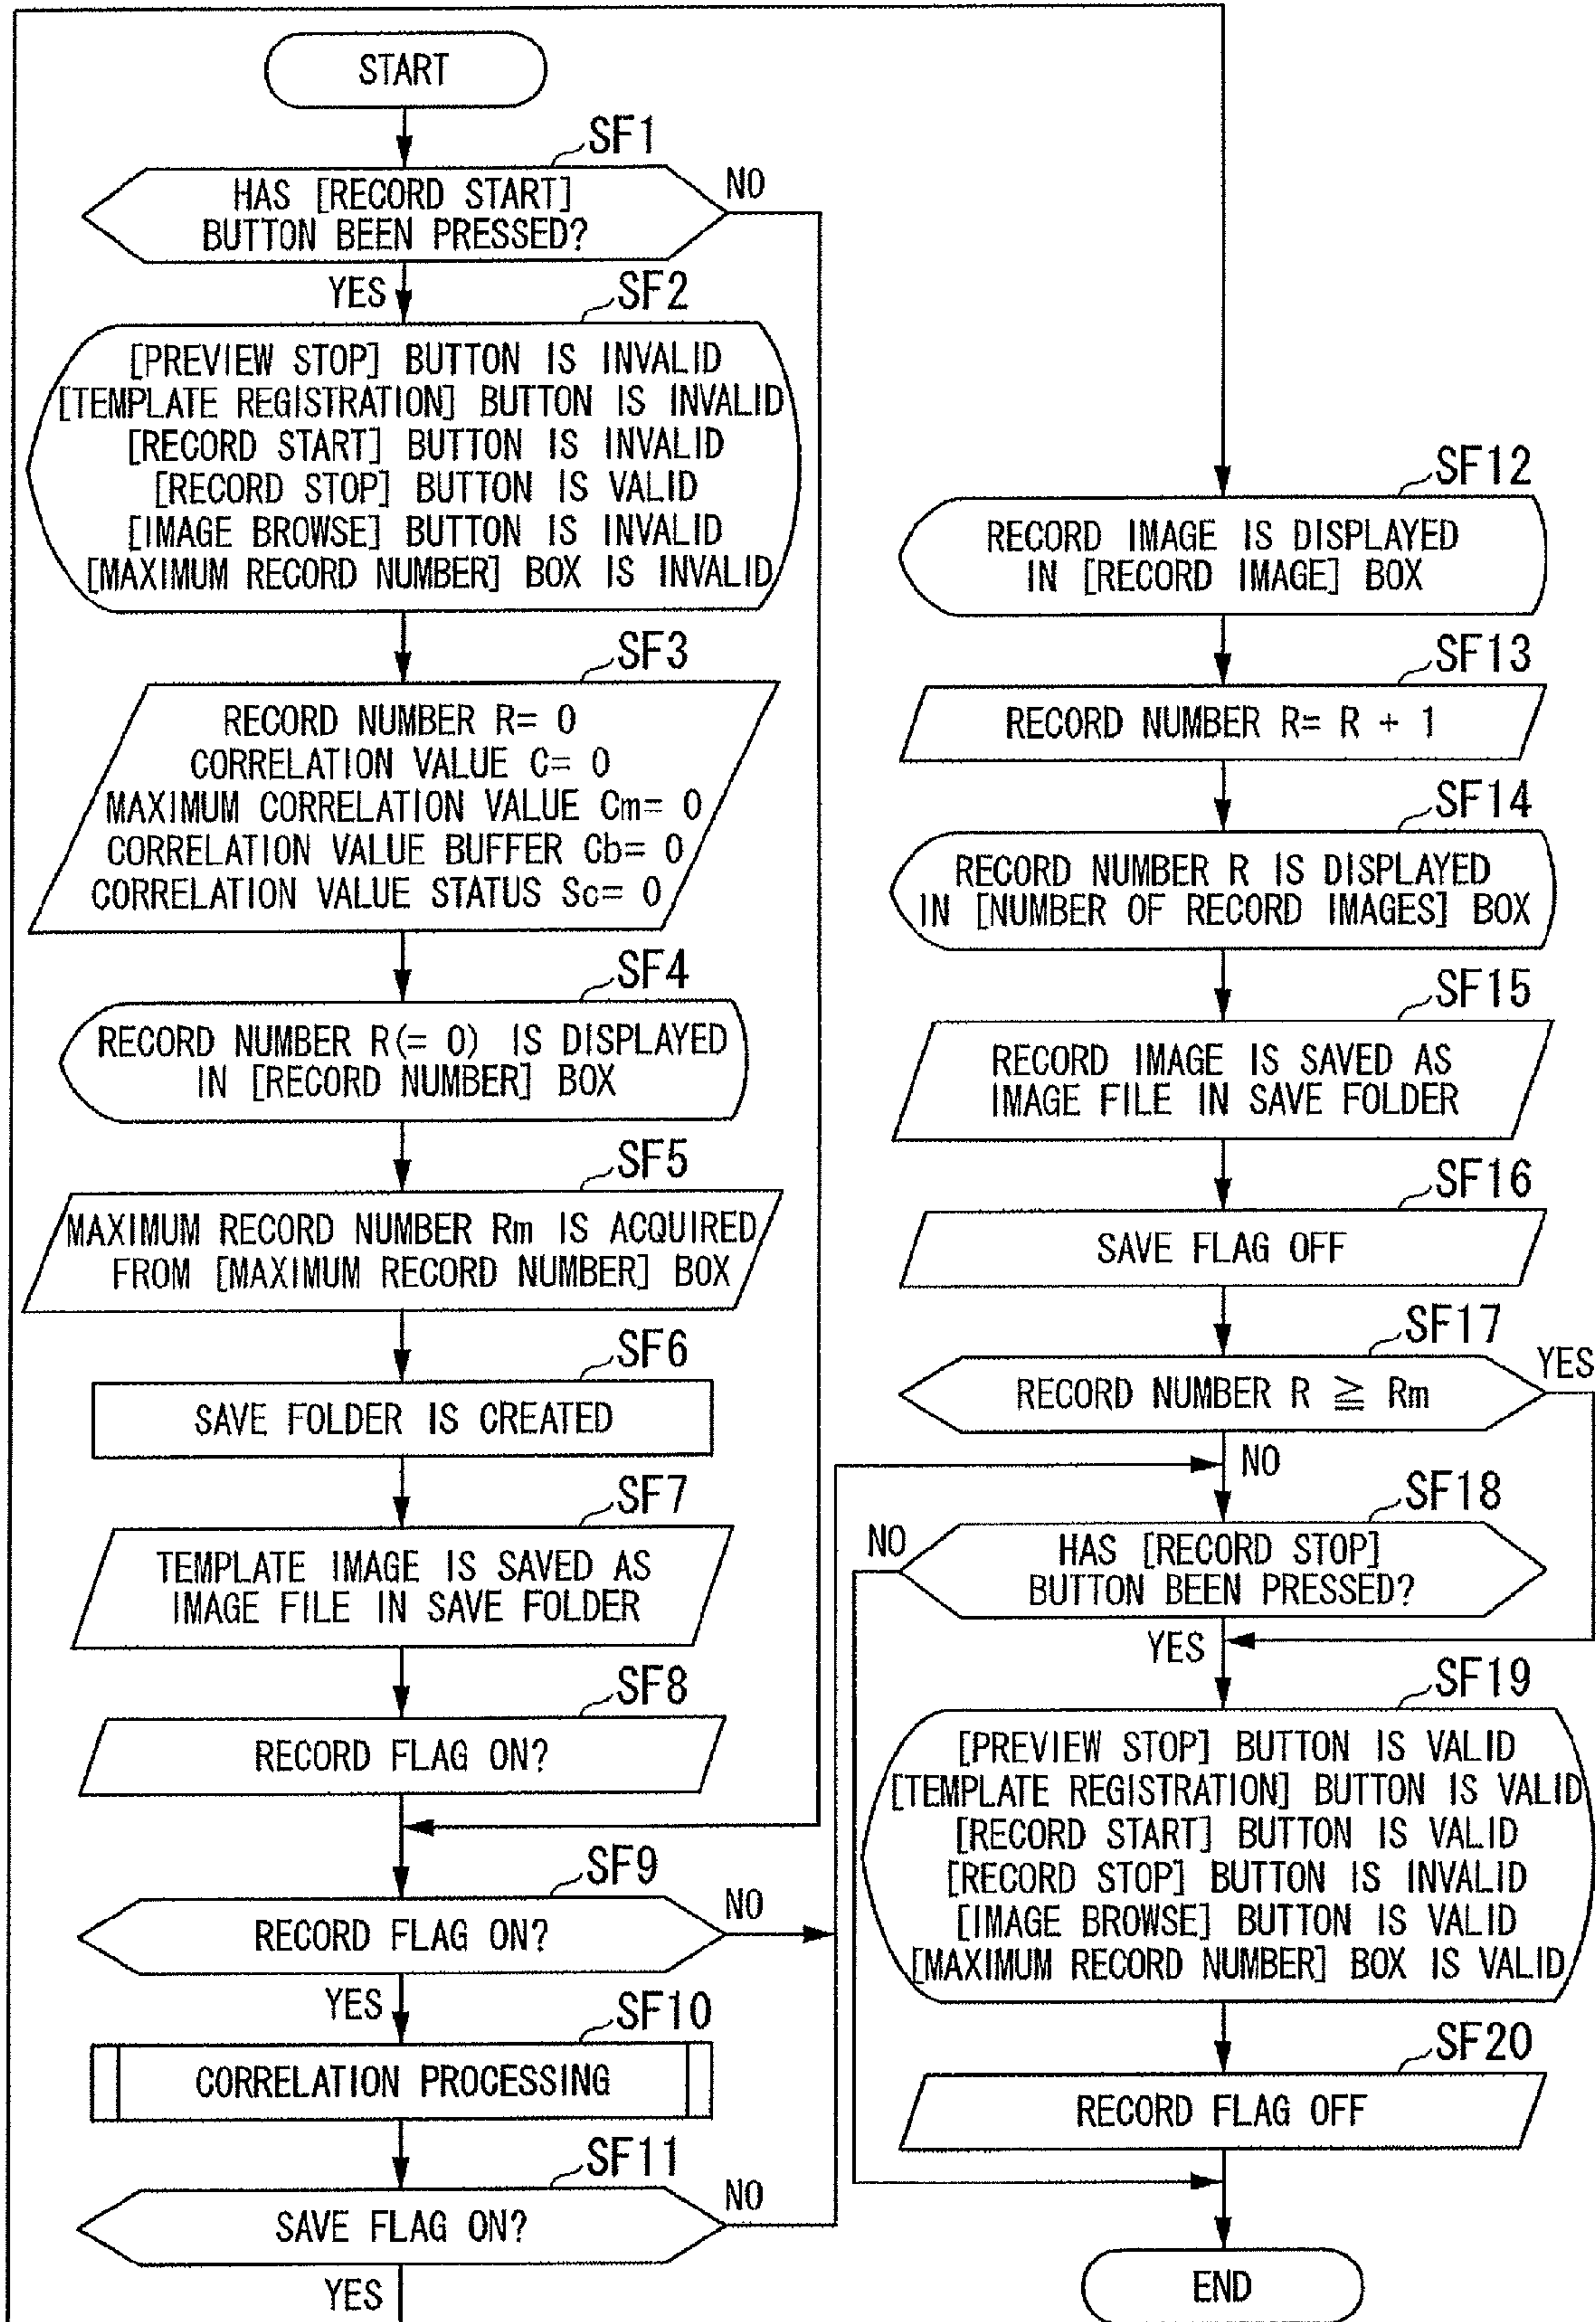 START
SF1
HAS [RECORD START]
BUTTON BEEN PRESSED?
NO
YES
SF2
[PREVIEW STOP] BUTTON IS INVALID
[TEMPLATE REGISTRATION] BUTTON IS INVALID
[RECORD START] BUTTON IS INVALID
[RECORD STOP] BUTTON IS VALID
[IMAGE BROWSE] BUTTON IS INVALID
[MAXIMUM RECORD NUMBER] BOX IS INVALID
SF3
RECORD NUMBER R= 0
CORRELATION VALUE C= 0
MAXIMUM CORRELATION VALUE Cm= 0
CORRELATION VALUE BUFFER Cb= 0
CORRELATION VALUE STATUS Sc= 0
SF4
RECORD NUMBER R(= 0) IS DISPLAYED
IN [RECORD NUMBER] BOX
SF5
MAXIMUM RECORD NUMBER Rm IS ACQUIRED
FROM [MAXIMUM RECORD NUMBER] BOX
SF6
SAVE FOLDER IS CREATED
SF7
TEMPLATE IMAGE IS SAVED AS
IMAGE FILE IN SAVE FOLDER
SF8
RECORD FLAG ON?
SF9
RECORD FLAG ON?
NO
YES
SF10
CORRELATION PROCESSING
SF11
SAVE FLAG ON?
NO
YES
SF12
RECORD IMAGE IS DISPLAYED
IN [RECORD IMAGE] BOX
SF13
RECORD NUMBER R= R + 1
SF14
RECORD NUMBER R IS DISPLAYED
IN [NUMBER OF RECORD IMAGES] BOX
SF15
RECORD IMAGE IS SAVED AS
IMAGE FILE IN SAVE FOLDER
SF16
SAVE FLAG OFF
SF17
RECORD NUMBER R ≧ Rm
YES
NO
SF18
HAS [RECORD STOP]
BUTTON BEEN PRESSED?
NO
YES
SF19
[PREVIEW STOP] BUTTON IS VALID
[TEMPLATE REGISTRATION] BUTTON IS VALID
[RECORD START] BUTTON IS VALID
[RECORD STOP] BUTTON IS INVALID
[IMAGE BROWSE] BUTTON IS VALID
[MAXIMUM RECORD NUMBER] BOX IS VALID
SF20
RECORD FLAG OFF
END